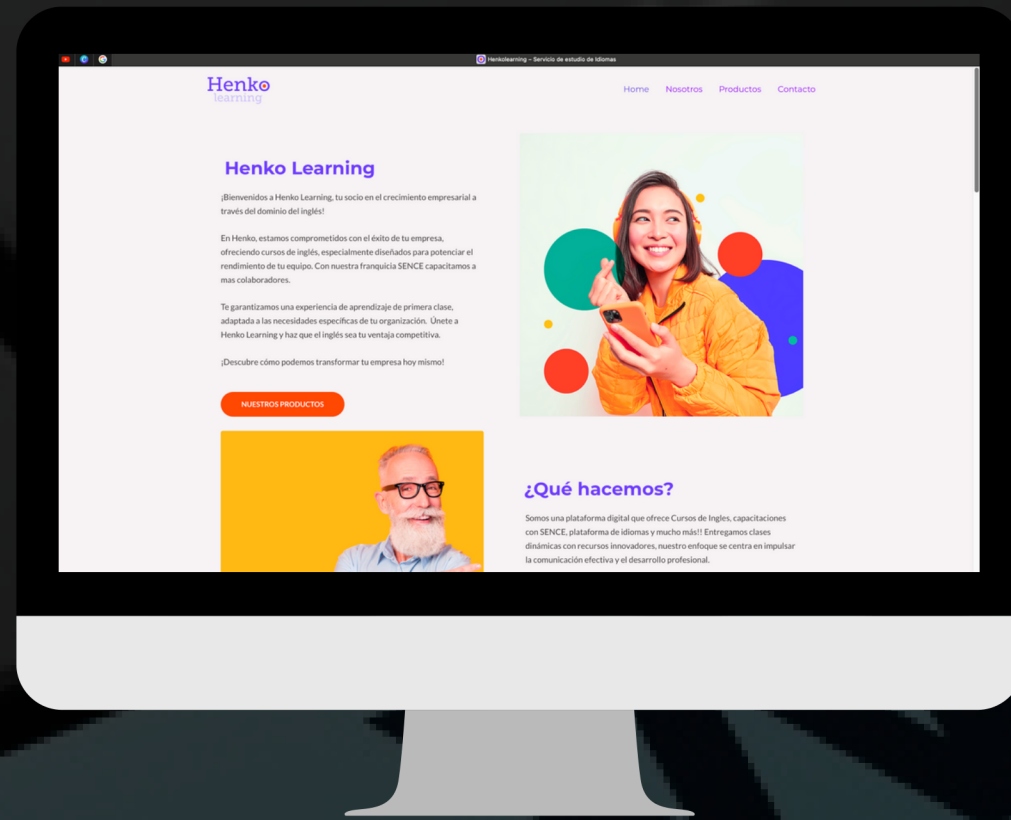 Henkolearning – Servicio de estudio de Idiomas
Henko
learning
Home Nosotros Productos Contacto
Henko Learning
¡Bienvenidos a Henko Learning, tu socio en el crecimiento empresarial a
través del dominio del inglés!
En Henko, estamos comprometidos con el éxito de tu empresa,
ofreciendo cursos de inglés, especialmente diseñados para potenciar el
rendimiento de tu equipo. Con nuestra franquicia SENCE capacitamos a
mas colaboradores.
Te garantizamos una experiencia de aprendizaje de primera clase,
adaptada a las necesidades específicas de tu organización. Únete a
Henko Learning y haz que el inglés sea tu ventaja competitiva.
¡Descubre cómo podemos transformar tu empresa hoy mismo!
NUESTROS PRODUCTOS
¿Qué hacemos?
Somos una plataforma digital que ofrece Cursos de Ingles, capacitaciones
con SENCE, plataforma de idiomas y mucho más!! Entregamos clases
dinámicas con recursos innovadores, nuestro enfoque se centra en impulsar
la comunicación efectiva y el desarrollo profesional.